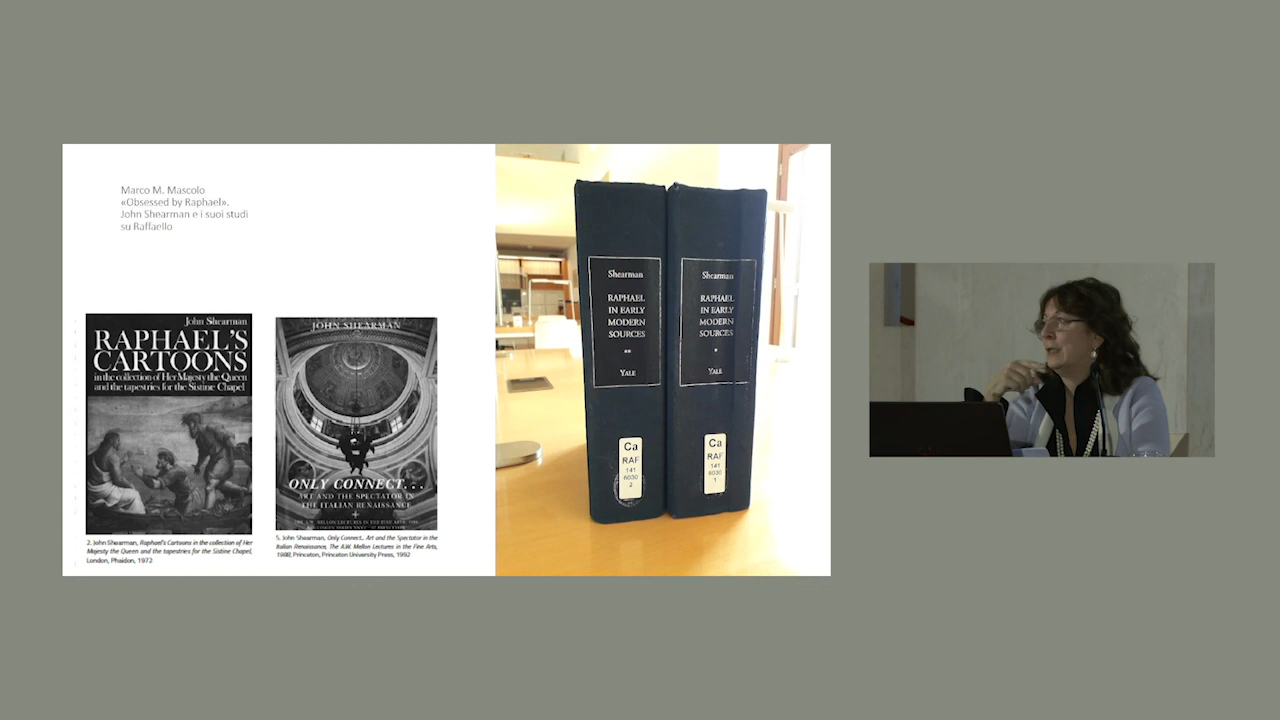 Marco M. Mascolo
«Obsessed by Raphael».
John Shearman e i suoi studi
su Raffaello
John Shearman
RAPHAEL'S
CARTOONS
in the collection of Her Majesty the Queen
and the tapestries for the Sistine Chapel
2. John Shearman, Raphael's Cartoons in the collection of Her
Majesty the Queen and the tapestries for the Sistine Chapel,
London, Phaidon, 1972
JOHN SHEARMAN
ONLY CONNECT...
ART AND THE SPECTATOR IN
THE ITALIAN RENAISSANCE
5. John Shearman, Only Connect... Art and the Spectator in the
Italian Renaissance, The A.W. Mellon Lectures in the Fine Arts,
1988, Princeton, Princeton University Press, 1992
Shearman
RAPHAEL
IN EARLY
MODERN
SOURCES
**
YALE
Ca
RAF
141
6030
2
Shearman
RAPHAEL
IN EARLY
MODERN
SOURCES
*
YALE
Ca
RAF
141
6030
1